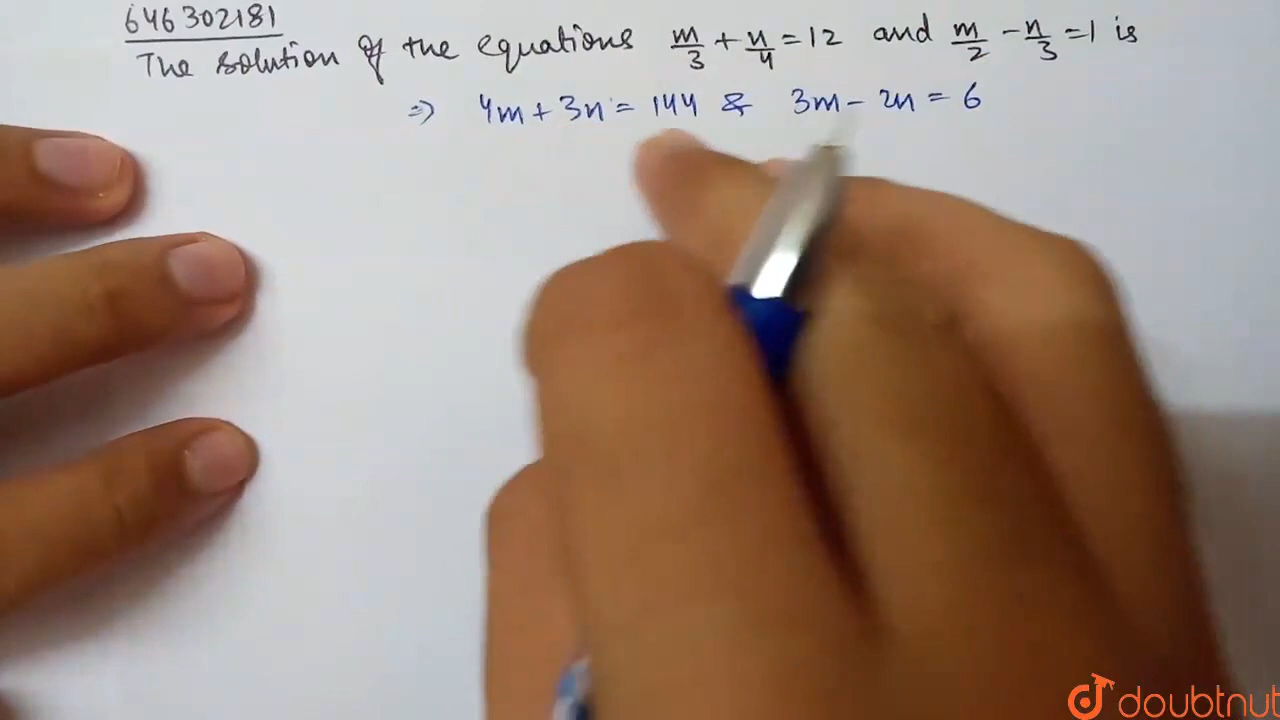 646302181
The solution of the equations m/3 + n/4 = 12 and m/2 - n/3 = 1 is
⇒ 4m + 3n = 144 & 3m - 2n = 6
doubtnut